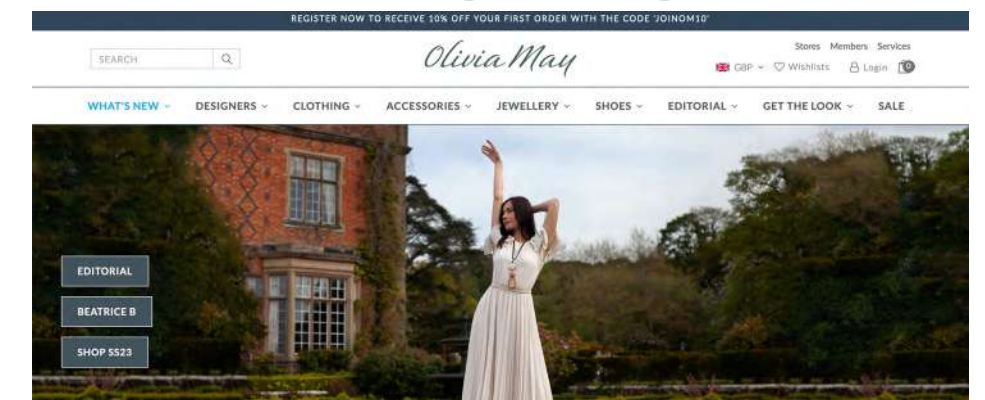 REGISTER NOW TO RECEIVE 10% OFF YOUR FIRST ORDER WITH THE CODE 'JOINOM10'
Stores Members Services
SEARCH
Olivia May
GBP Wishlists Login 0
WHAT'S NEW DESIGNERS CLOTHING ACCESSORIES JEWELLERY SHOES EDITORIAL GET THE LOOK SALE
EDITORIAL
BEATRICE B
SHOP SS23